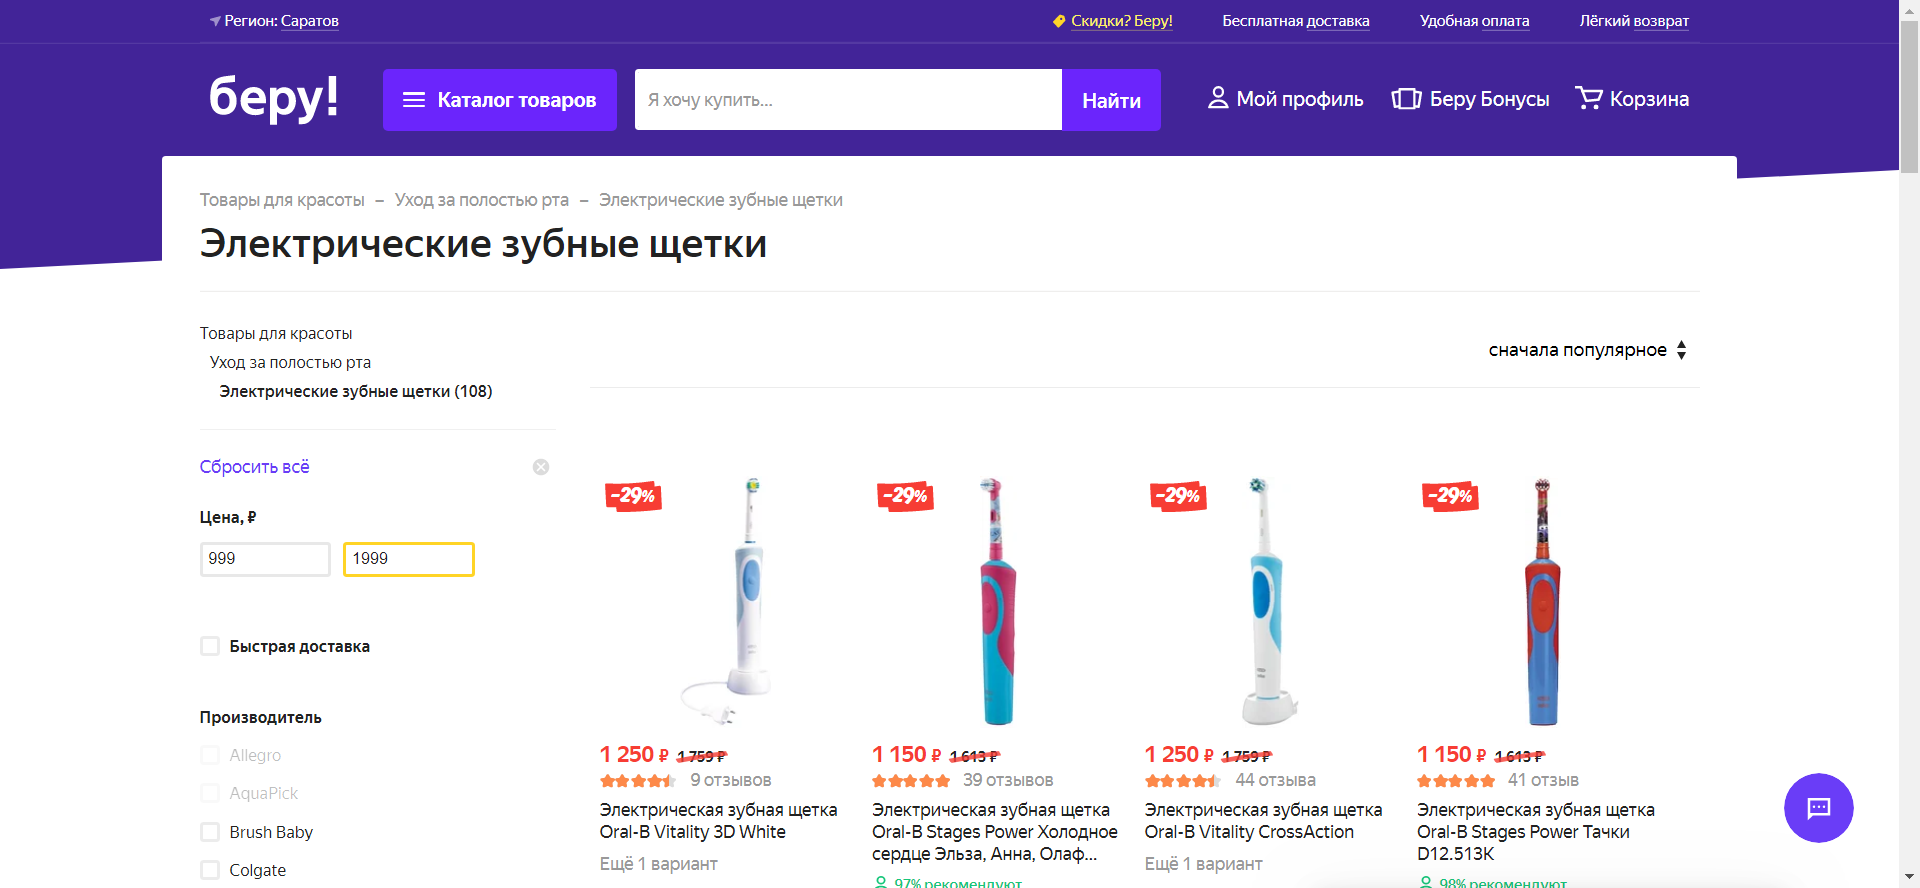 Регион: Саратов
Скидки? Беру!
Бесплатная доставка
Удобная оплата
Лёгкий возврат
беру!
Каталог товаров
Я хочу купить...
Найти
Мой профиль
Беру Бонусы
Корзина
Товары для красоты – Уход за полостью рта – Электрические зубные щетки
Электрические зубные щетки
Товары для красоты
Уход за полостью рта
Электрические зубные щетки (108)
сначала популярное
Сбросить всё
Цена, ₽
999
1999
Быстрая доставка
Производитель
Allegro
AquaPick
Brush Baby
Colgate
-29%
1 250 ₽ 1 759 ₽
9 отзывов
Электрическая зубная щетка
Oral-B Vitality 3D White
Ещё 1 вариант
-29%
1 150 ₽ 1 613 ₽
39 отзывов
Электрическая зубная щетка
Oral-B Stages Power Холодное
сердце Эльза, Анна, Олаф...
97% рекомендуют
-29%
1 250 ₽ 1 759 ₽
44 отзыва
Электрическая зубная щетка
Oral-B Vitality CrossAction
Ещё 1 вариант
-29%
1 150 ₽ 1 613 ₽
41 отзыв
Электрическая зубная щетка
Oral-B Stages Power Тачки
D12.513K
98% рекомендуют